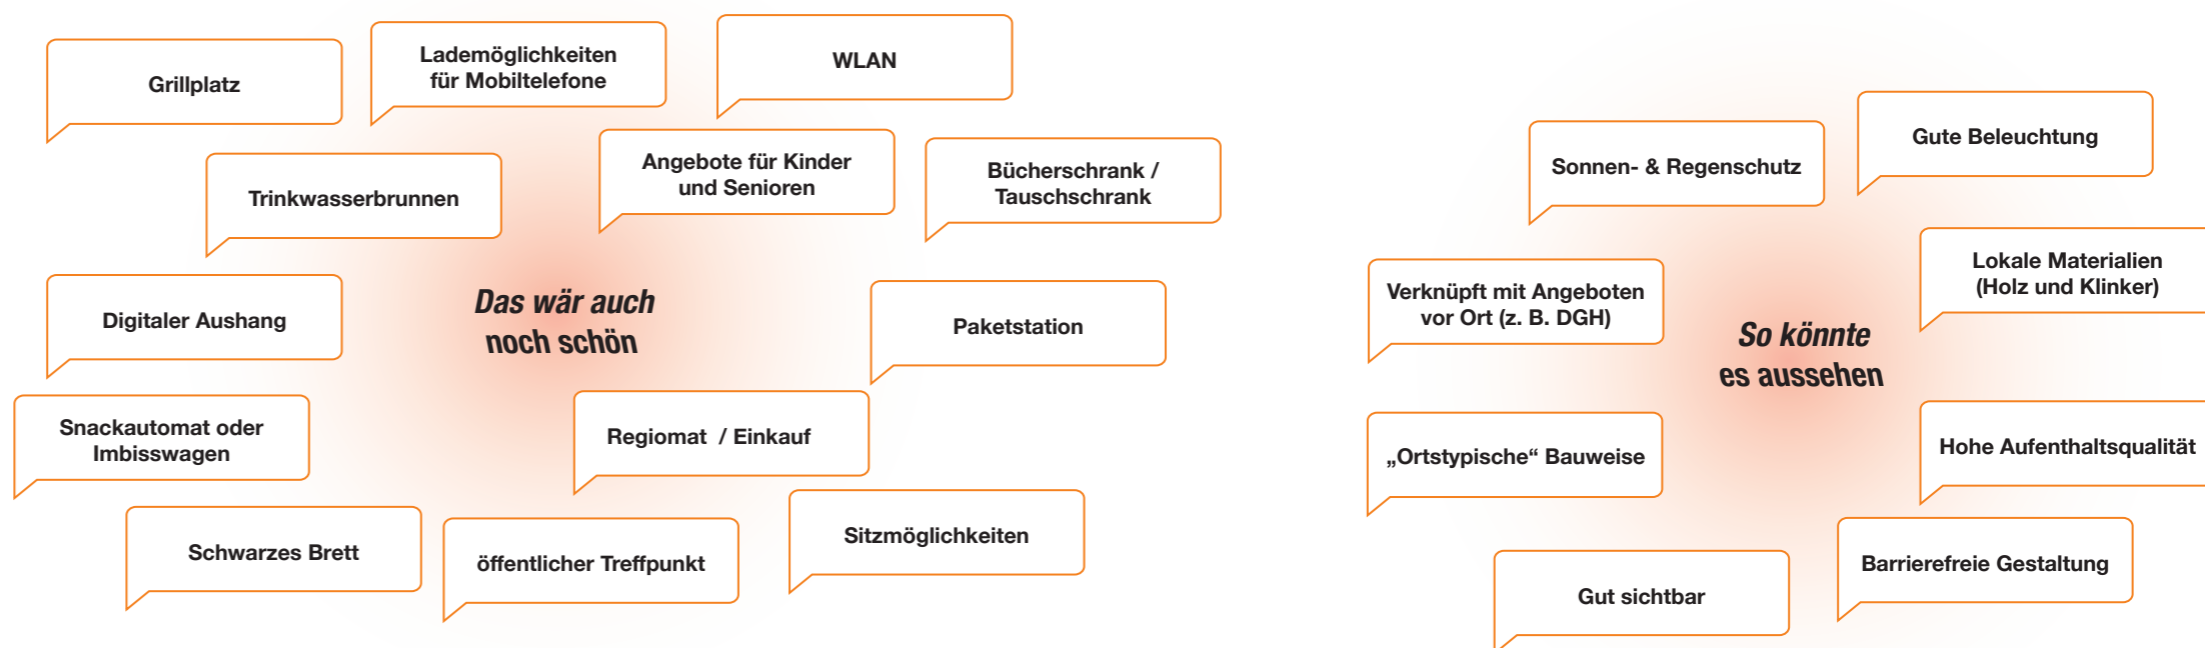 Grillplatz
Lademöglichkeiten
für Mobiltelefone
WLAN
Trinkwasserbrunnen
Angebote für Kinder
und Senioren
Bücherschrank /
Tauschschrank
Digitaler Aushang
Das wär auch
noch schön
Paketstation
Snackautomat oder
Imbisswagen
Regiomat / Einkauf
Schwarzes Brett
öffentlicher Treffpunkt
Sitzmöglichkeiten
Sonnen- & Regenschutz
Gute Beleuchtung
Verknüpft mit Angeboten
vor Ort (z. B. DGH)
Lokale Materialien
(Holz und Klinker)
So könnte
es aussehen
„Ortstypische“ Bauweise
Hohe Aufenthaltsqualität
Gut sichtbar
Barrierefreie Gestaltung